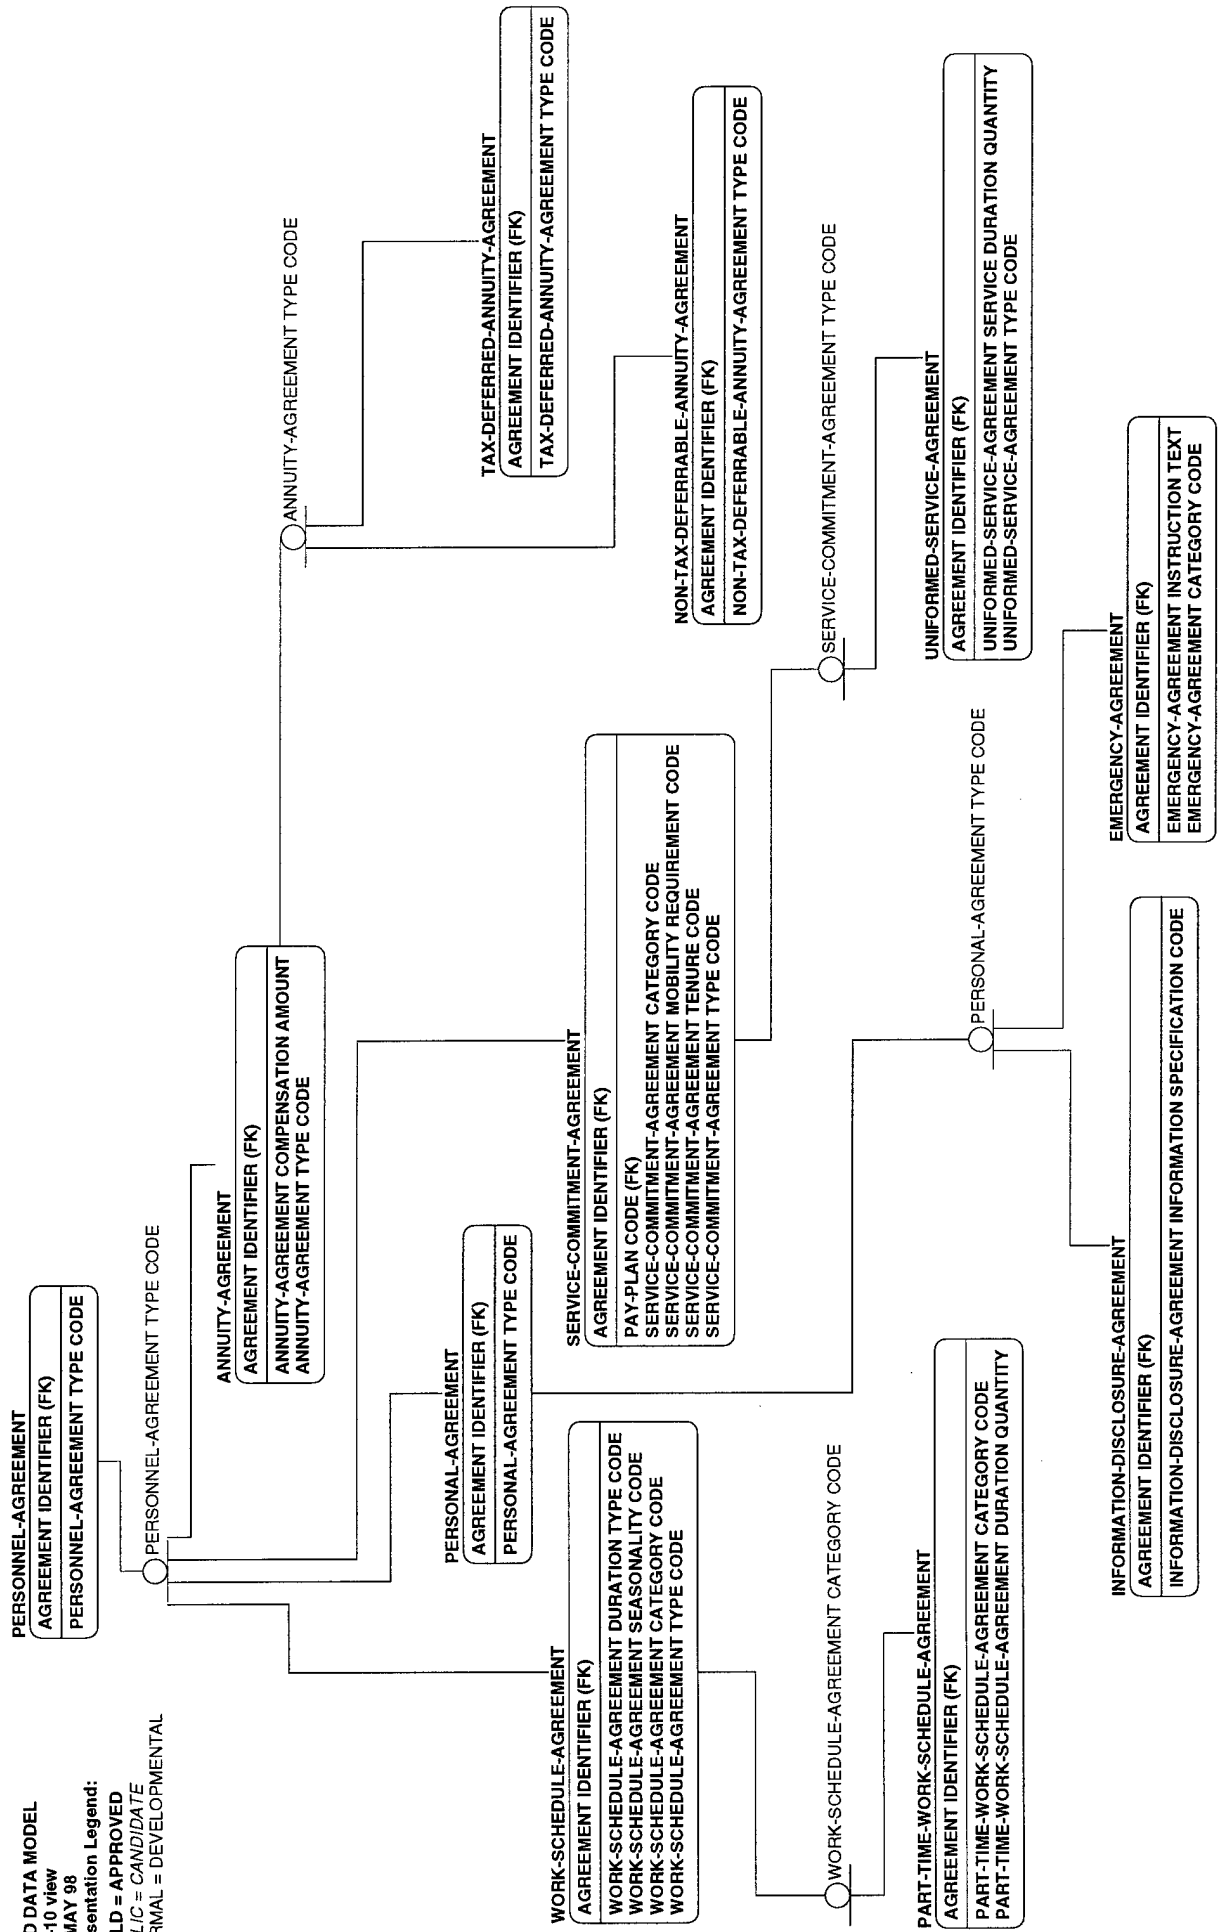 D DATA MODEL
-10 view
MAY 98
sentation Legend:
LD = APPROVED
LIC = CANDIDATE
RMAL = DEVELOPMENTAL
PERSONNEL-AGREEMENT
AGREEMENT IDENTIFIER (FK)
PERSONNEL-AGREEMENT TYPE CODE
PERSONNEL-AGREEMENT TYPE CODE
ANNUITY-AGREEMENT
AGREEMENT IDENTIFIER (FK)
ANNUITY-AGREEMENT COMPENSATION AMOUNT
ANNUITY-AGREEMENT TYPE CODE
ANNUITY-AGREEMENT TYPE CODE
TAX-DEFERRED-ANNUITY-AGREEMENT
AGREEMENT IDENTIFIER (FK)
TAX-DEFERRED-ANNUITY-AGREEMENT TYPE CODE
NON-TAX-DEFERRABLE-ANNUITY-AGREEMENT
AGREEMENT IDENTIFIER (FK)
NON-TAX-DEFERRABLE-ANNUITY-AGREEMENT TYPE CODE
PERSONAL-AGREEMENT
AGREEMENT IDENTIFIER (FK)
PERSONAL-AGREEMENT TYPE CODE
SERVICE-COMMITMENT-AGREEMENT
AGREEMENT IDENTIFIER (FK)
PAY-PLAN CODE (FK)
SERVICE-COMMITMENT-AGREEMENT CATEGORY CODE
SERVICE-COMMITMENT-AGREEMENT MOBILITY REQUIREMENT CODE
SERVICE-COMMITMENT-AGREEMENT TENURE CODE
SERVICE-COMMITMENT-AGREEMENT TYPE CODE
WORK-SCHEDULE-AGREEMENT
AGREEMENT IDENTIFIER (FK)
WORK-SCHEDULE-AGREEMENT DURATION TYPE CODE
WORK-SCHEDULE-AGREEMENT SEASONALITY CODE
WORK-SCHEDULE-AGREEMENT CATEGORY CODE
WORK-SCHEDULE-AGREEMENT TYPE CODE
SERVICE-COMMITMENT-AGREEMENT TYPE CODE
WORK-SCHEDULE-AGREEMENT CATEGORY CODE
UNIFORMED-SERVICE-AGREEMENT
AGREEMENT IDENTIFIER (FK)
UNIFORMED-SERVICE-AGREEMENT SERVICE DURATION QUANTITY
UNIFORMED-SERVICE-AGREEMENT TYPE CODE
PART-TIME-WORK-SCHEDULE-AGREEMENT
AGREEMENT IDENTIFIER (FK)
PART-TIME-WORK-SCHEDULE-AGREEMENT CATEGORY CODE
PART-TIME-WORK-SCHEDULE-AGREEMENT DURATION QUANTITY
PERSONAL-AGREEMENT TYPE CODE
INFORMATION-DISCLOSURE-AGREEMENT
AGREEMENT IDENTIFIER (FK)
INFORMATION-DISCLOSURE-AGREEMENT INFORMATION SPECIFICATION CODE
EMERGENCY-AGREEMENT
AGREEMENT IDENTIFIER (FK)
EMERGENCY-AGREEMENT INSTRUCTION TEXT
EMERGENCY-AGREEMENT CATEGORY CODE